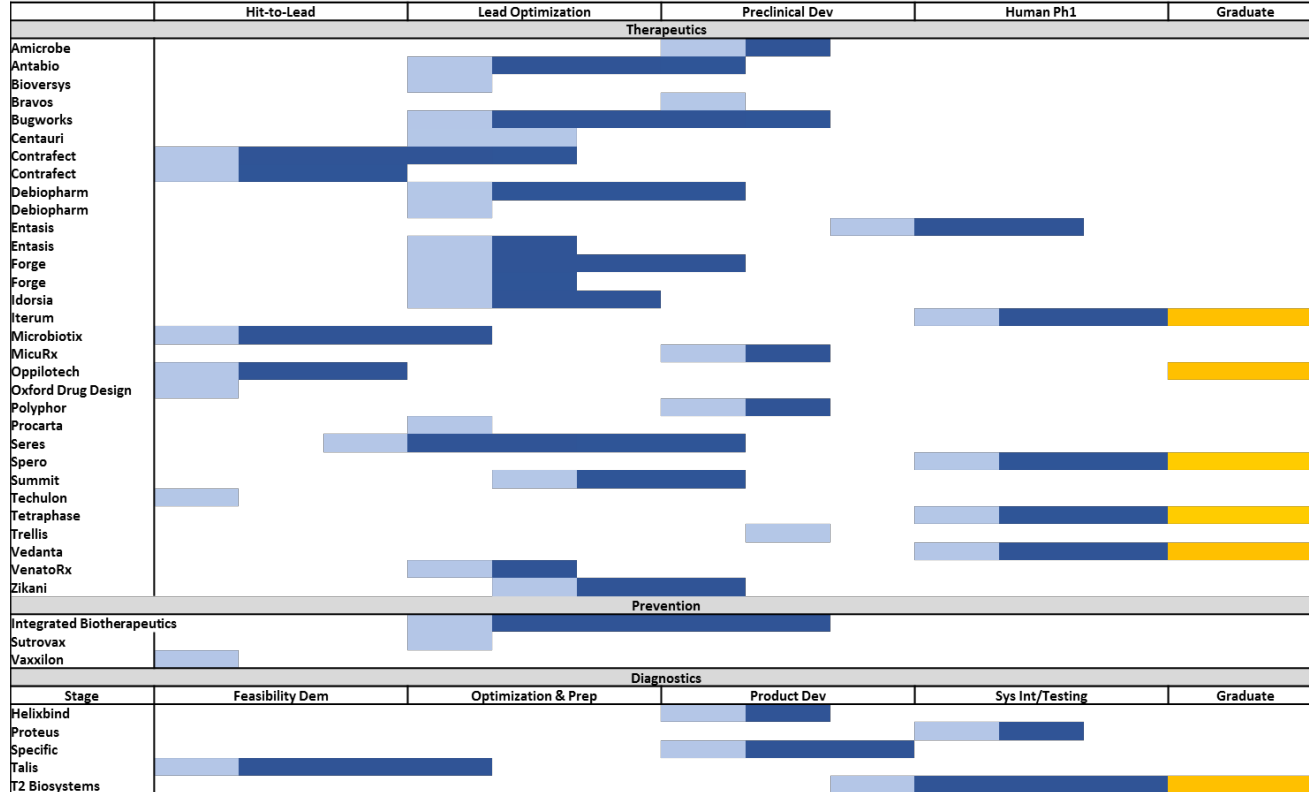 Hit-to-Lead Lead Optimization Preclinical Dev Human Ph1 Graduate
Therapeutics
Amicrobe
Antabio
Bioversys
Bravos
Bugworks
Centauri
Contrafect
Contrafect
Debiopharm
Debiopharm
Entasis
Entasis
Forge
Forge
Idorsia
Iterum
Microbiotix
MicuRx
Oppilotech
Oxford Drug Design
Polyphor
Procarta
Seres
Spero
Summit
Techulon
Tetraphase
Trellis
Vedanta
VenatoRx
Zikani
Prevention
Integrated Biotherapeutics
Sutrovax
Vaxxilon
Diagnostics
Stage Feasibility Dem Optimization & Prep Product Dev Sys Int/Testing Graduate
Helixbind
Proteus
Specific
Talis
T2 Biosystems